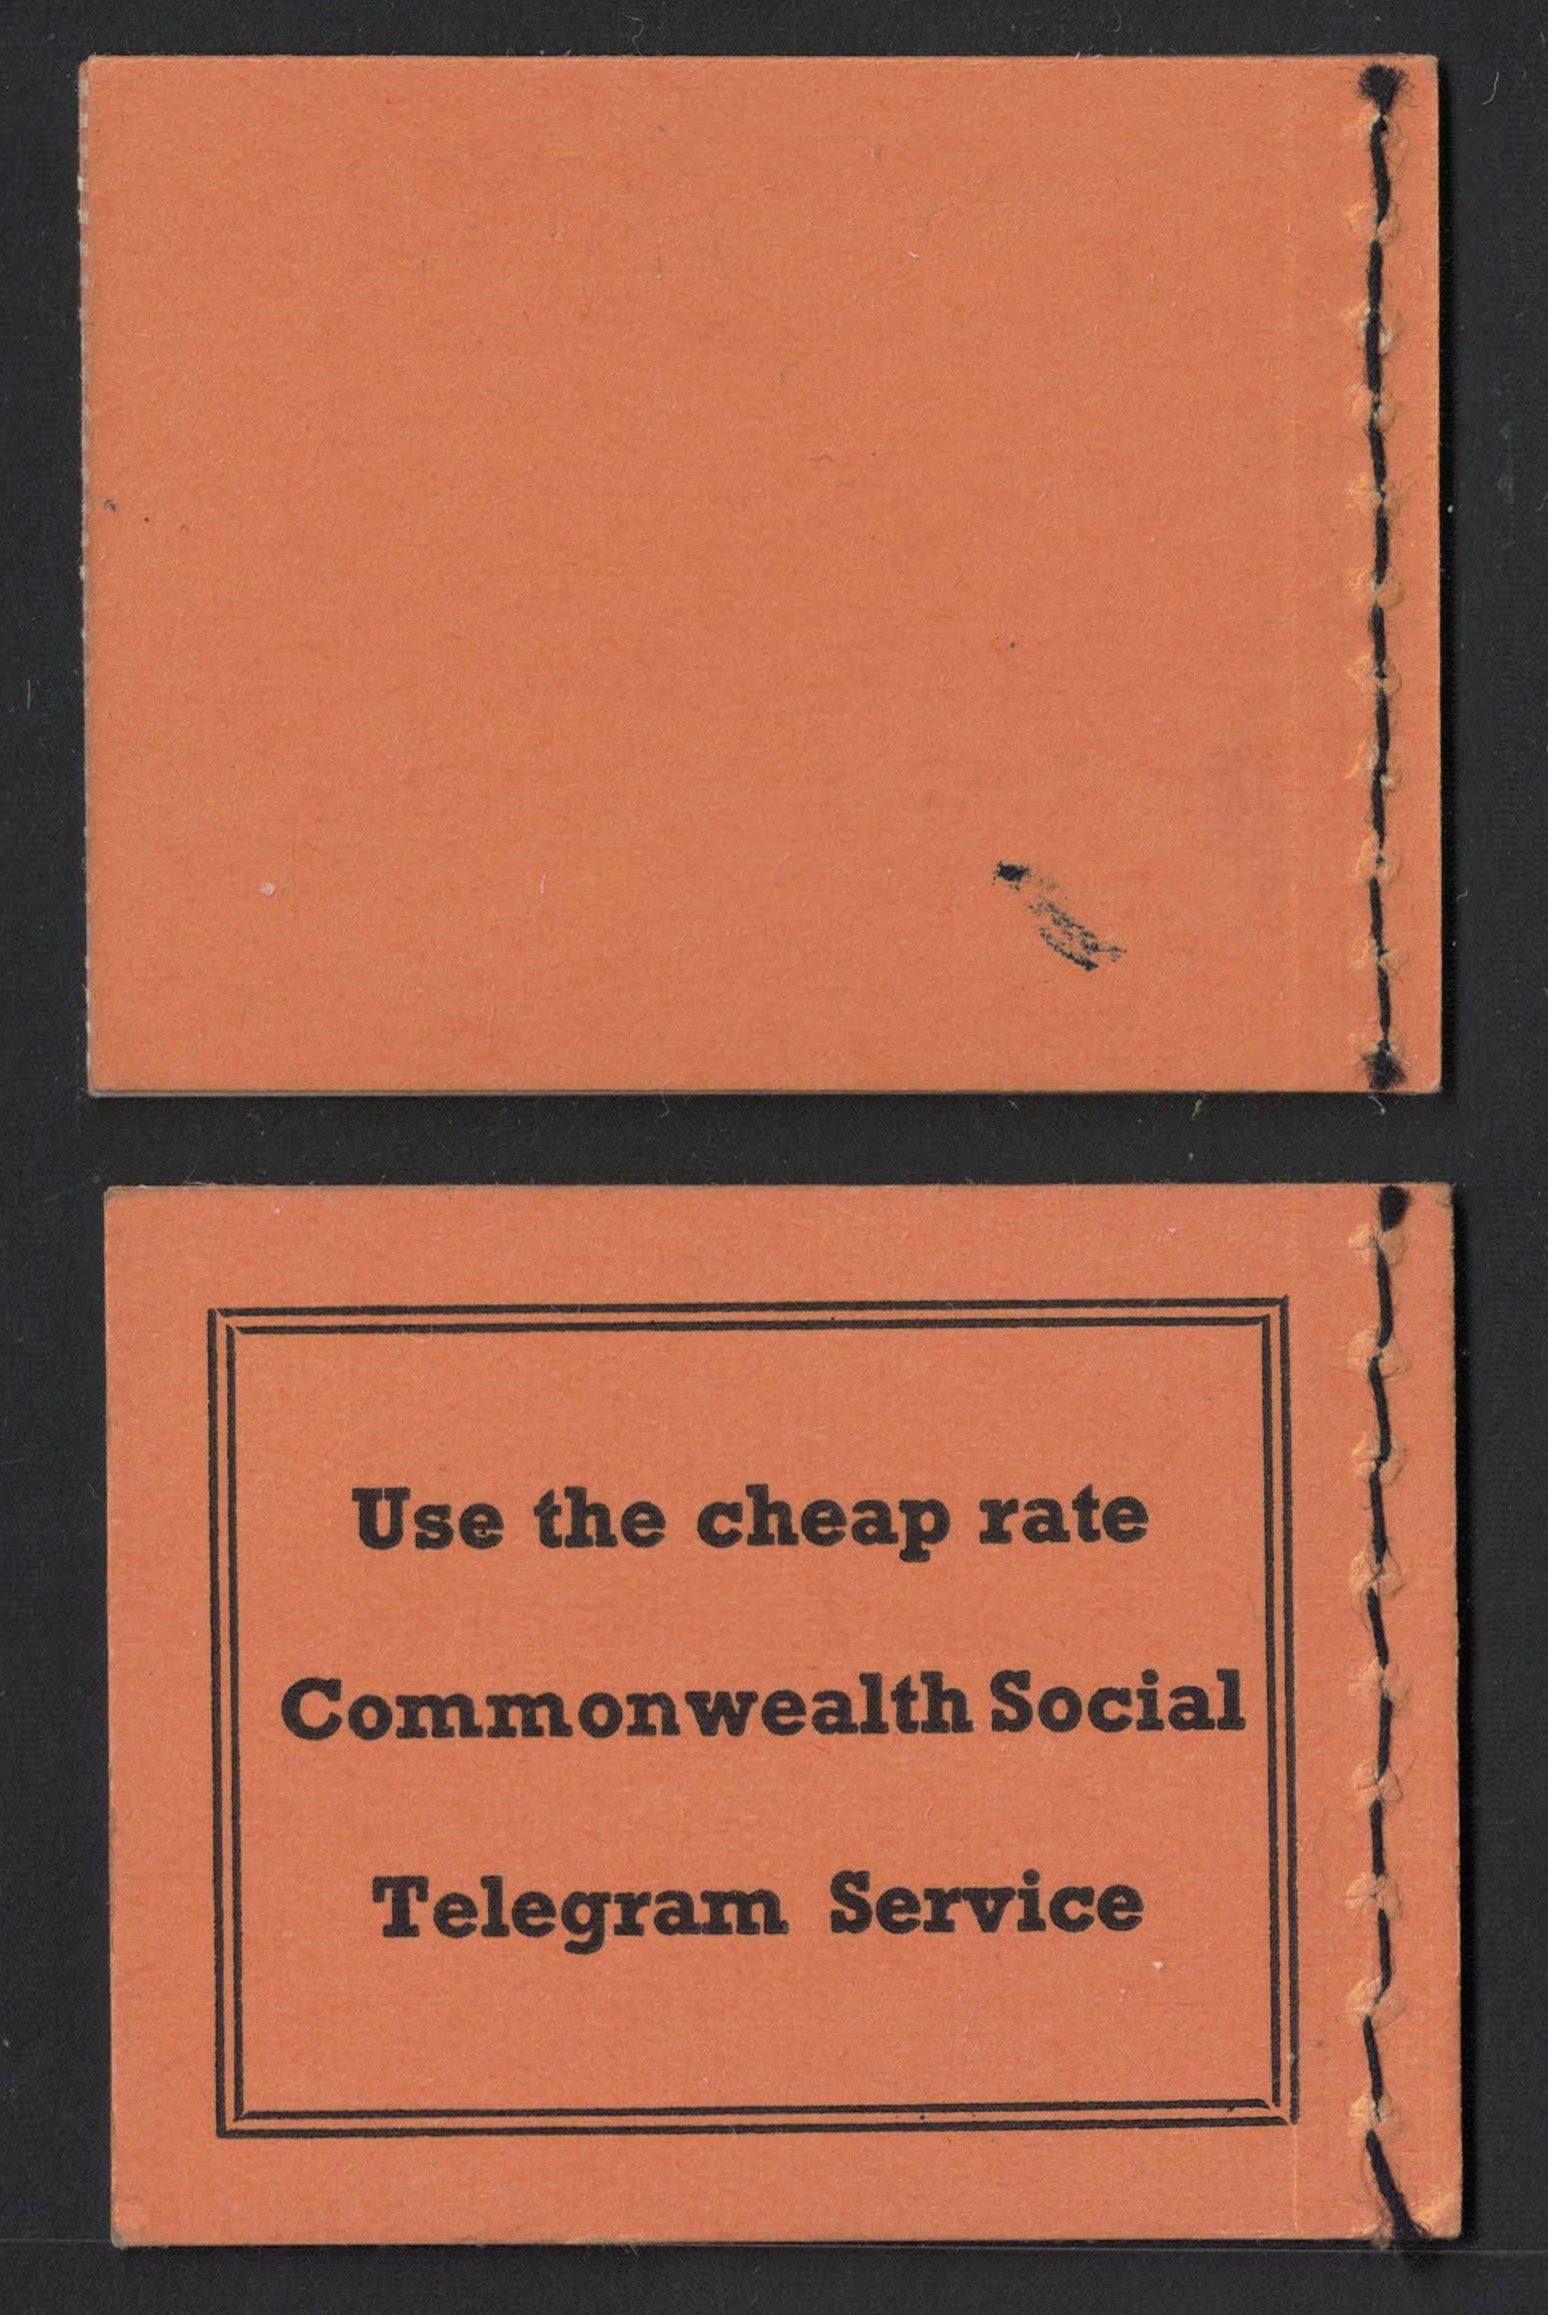 Use the cheap rate
Commonwealth Social
Telegram Service